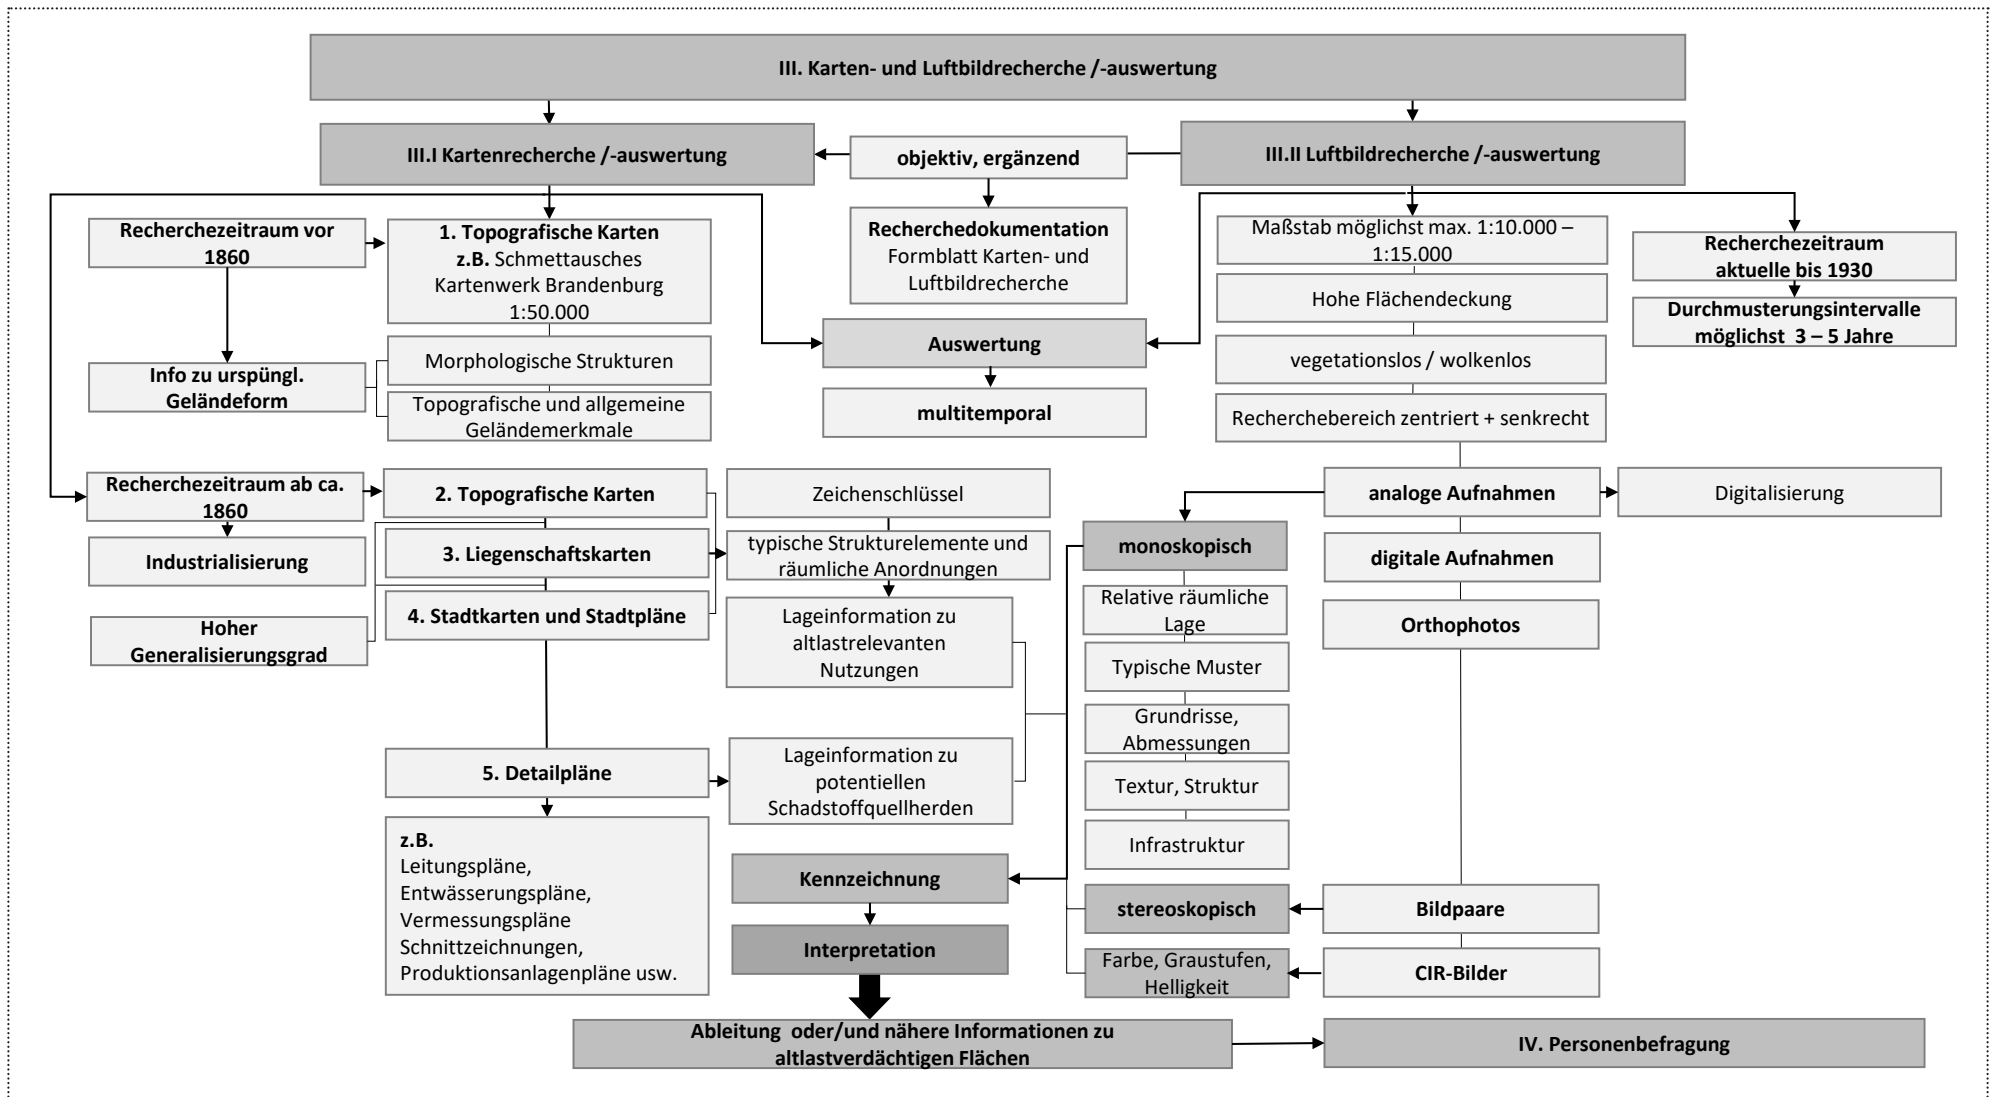 III. Karten- und Luftbildrecherche /-auswertung
III.I Kartenrecherche /-auswertung
objektiv, ergänzend
III.II Luftbildrecherche /-auswertung
Recherchezeitraum vor
1860
1. Topografische Karten
z.B. Schmettausches
Kartenwerk Brandenburg
1:50.000
Recherchedokumentation
Formblatt Karten- und
Luftbildrecherche
Maßstab möglichst max. 1:10.000 –
1:15.000
Recherchezeitraum
aktuelle bis 1930
Hohe Flächendeckung
Durchmusterungsintervalle
möglichst 3 – 5 Jahre
Auswertung
Morphologische Strukturen
vegetationslos / wolkenlos
Info zu urspüngl.
Geländeform
Topografische und allgemeine
Geländemerkmale
multitemporal
Recherchebereich zentriert + senkrecht
Recherchezeitraum ab ca.
1860
2. Topografische Karten
Zeichenschlüssel
analoge Aufnahmen
Digitalisierung
Industrialisierung
3. Liegenschaftskarten
typische Strukturelemente und
räumliche Anordnungen
monoskopisch
digitale Aufnahmen
Hoher
Generalisierungsgrad
4. Stadtkarten und Stadtpläne
Lageinformation zu
altlastrelevanten
Nutzungen
Relative räumliche
Lage
Orthophotos
Typische Muster
Grundrisse,
Abmessungen
5. Detailpläne
Lageinformation zu
potentiellen
Schadstoffquellherden
Textur, Struktur
Infrastruktur
z.B.
Leitungspläne,
Entwässerungspläne,
Vermessungspläne
Schnittzeichnungen,
Produktionsanlagenpläne usw.
Kennzeichnung
stereoskopisch
Bildpaare
Interpretation
Farbe, Graustufen,
Helligkeit
CIR-Bilder
Ableitung oder/und nähere Informationen zu
altlastverdächtigen Flächen
IV. Personenbefragung